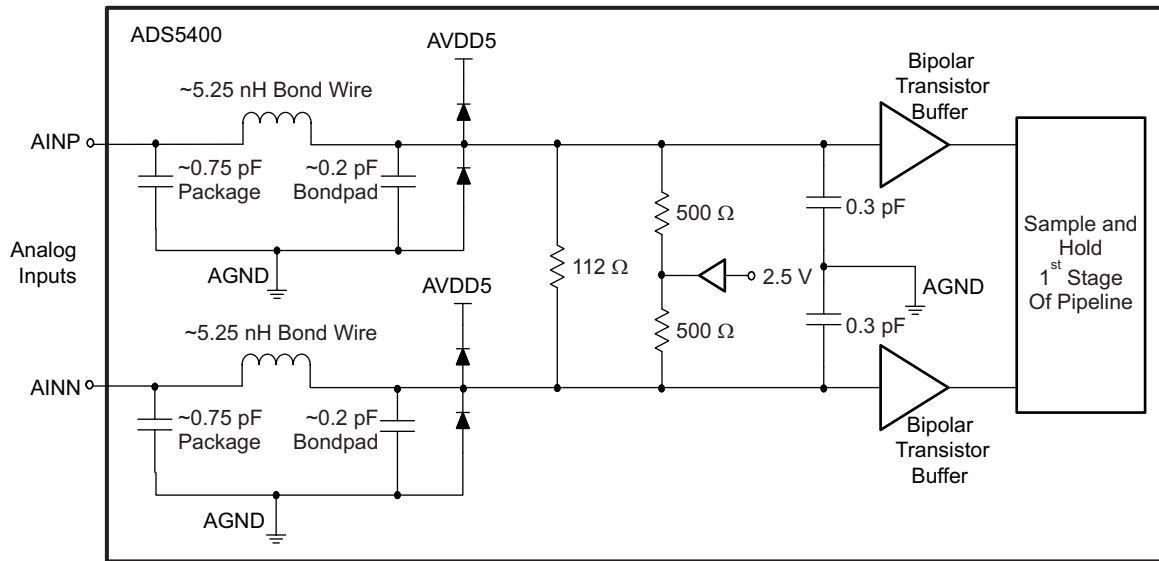 ADS5400
AVDD5
~5.25 nH Bond Wire
Bipolar
Transistor
Buffer
AINP
~0.75 pF
Package
~0.2 pF
Bondpad
500 Ω
0.3 pF
Analog
Inputs
AGND
112 Ω
2.5 V
AGND
Sample and
Hold
1st Stage
Of Pipeline
AVDD5
~5.25 nH Bond Wire
500 Ω
0.3 pF
AINN
~0.75 pF
Package
~0.2 pF
Bondpad
Bipolar
Transistor
Buffer
AGND